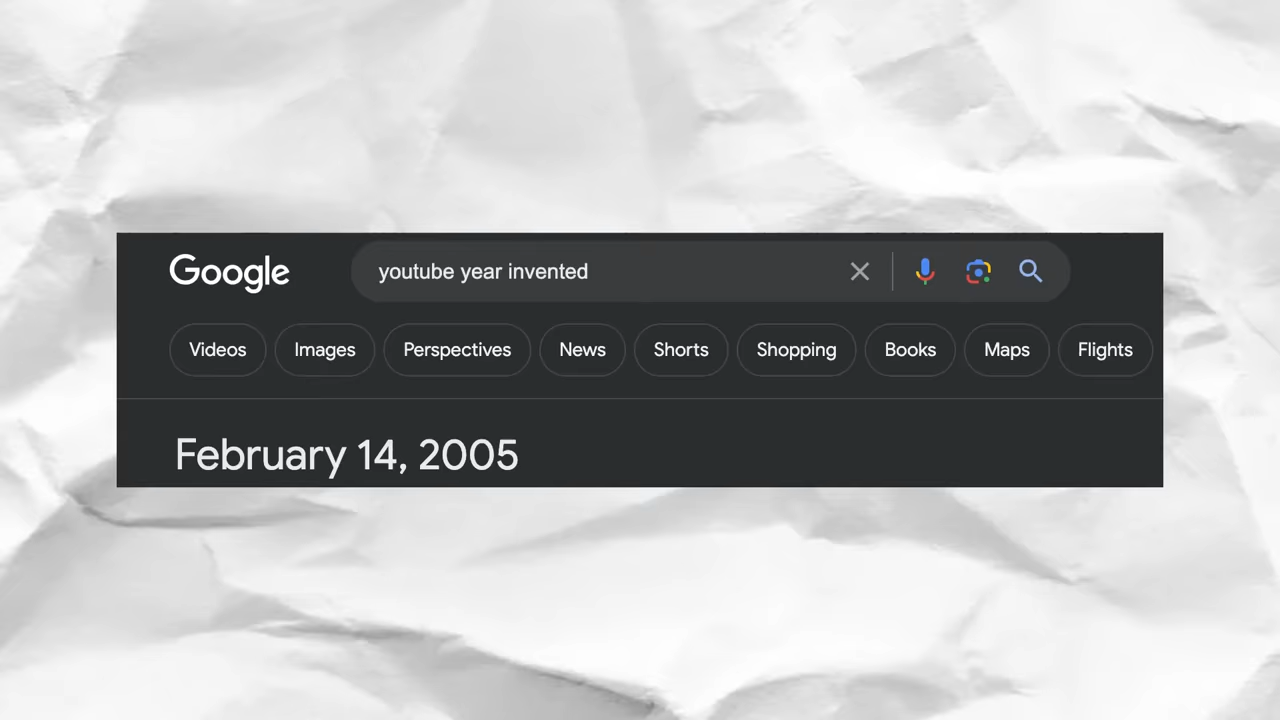 Google youtube year invented
Videos Images Perspectives News Shorts Shopping Books Maps Flights
February 14, 2005